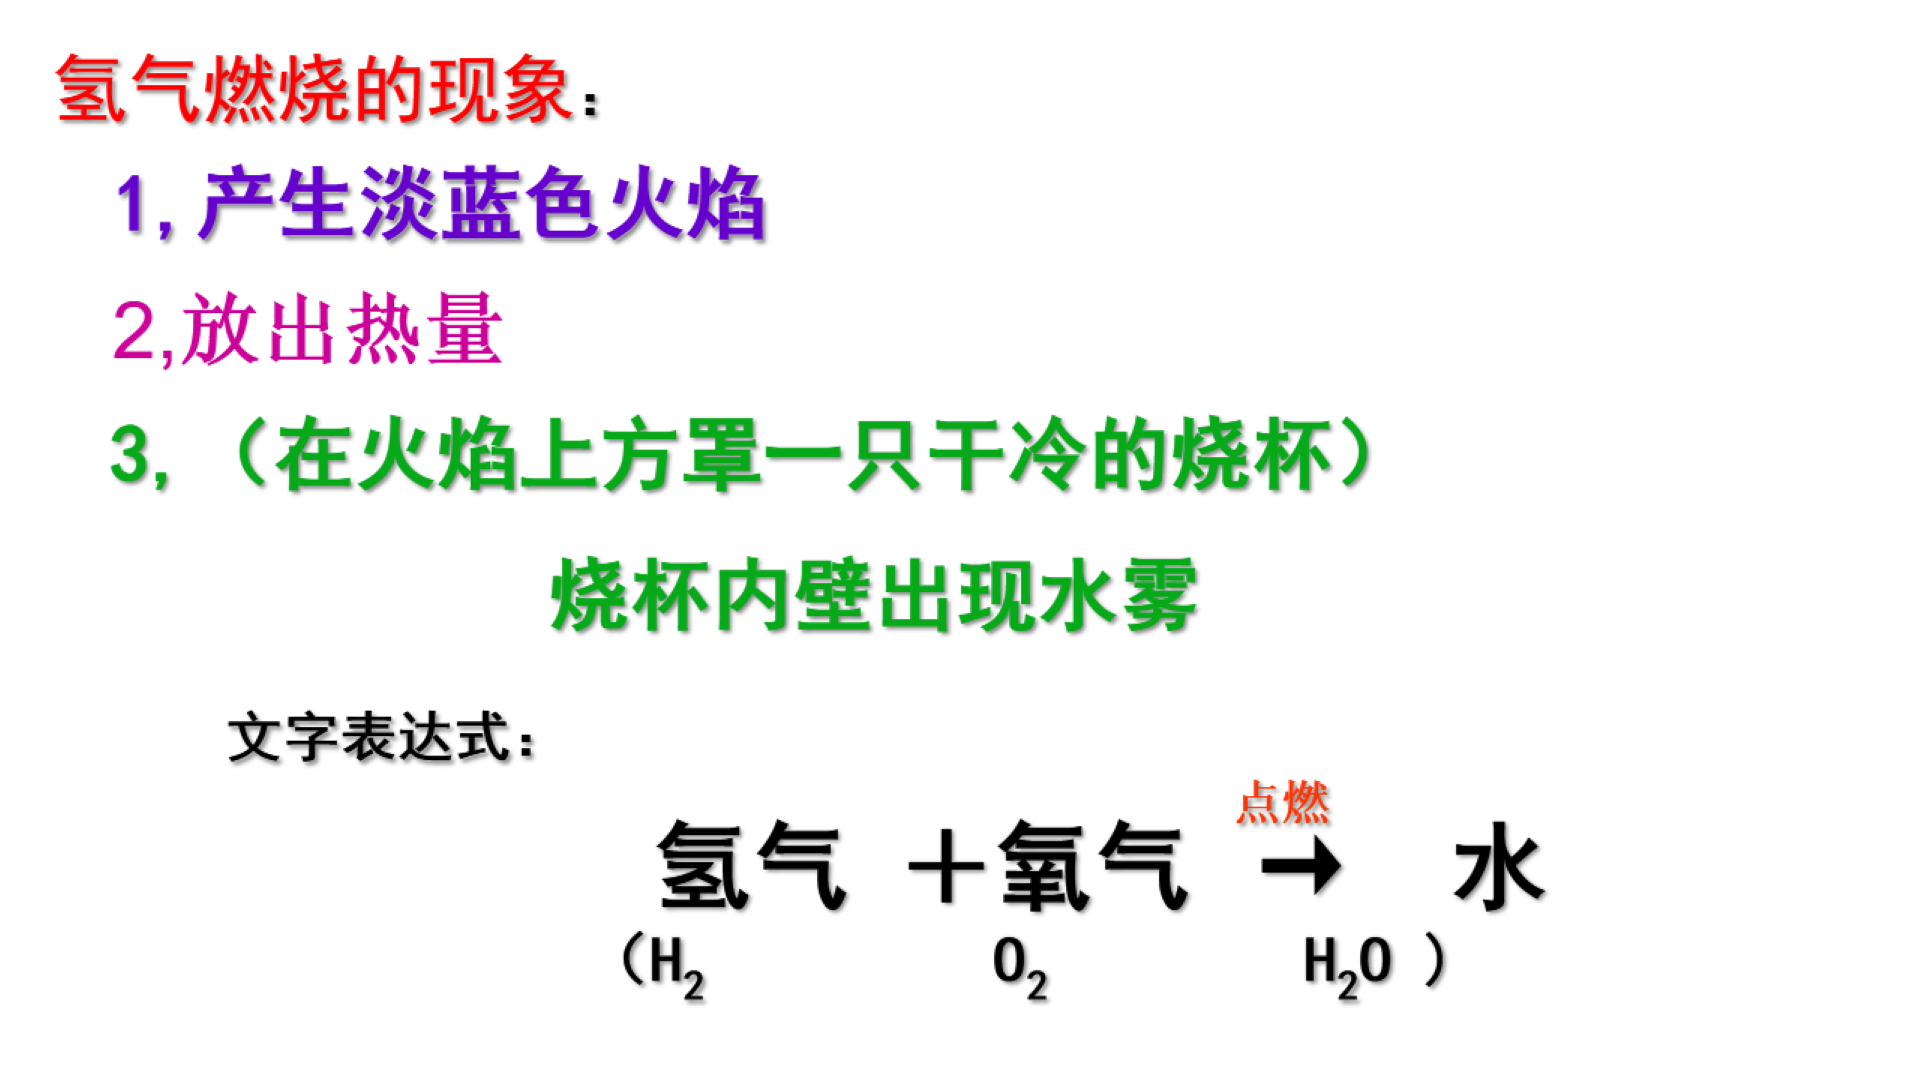 氢气燃烧的现象：
1,产生淡蓝色火焰
2,放出热量
3,（在火焰上方罩一只干冷的烧杯）
烧杯内壁出现水雾
文字表达式：
点燃
氢气 ＋氧气 → 水
（H₂ O₂ H₂O ）